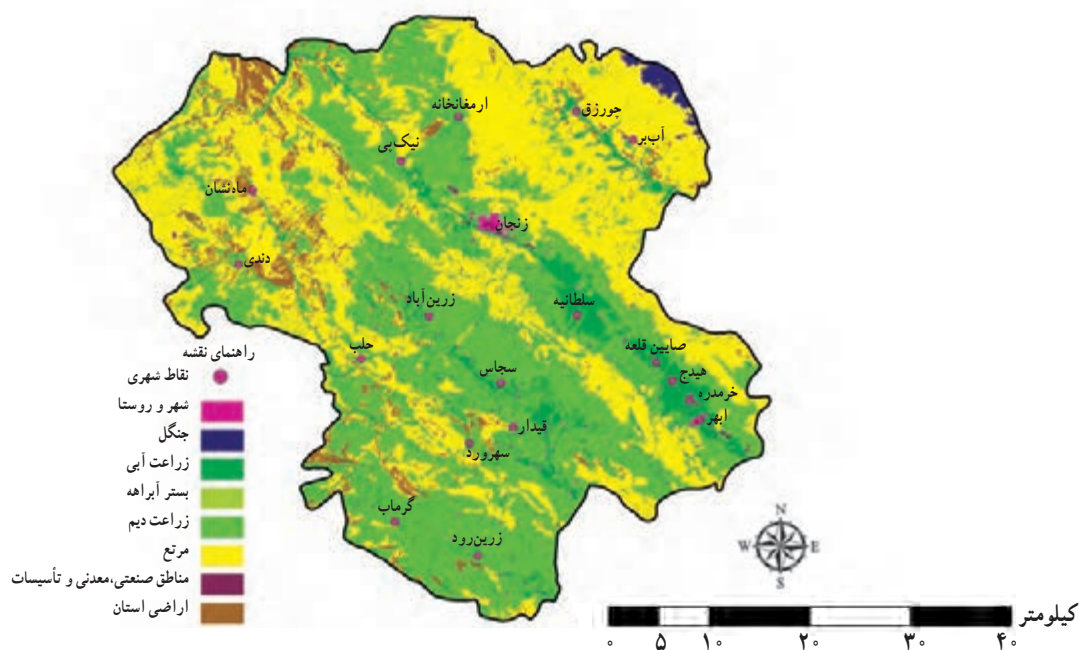 ارمغانخانه
چورزق
آب‌بر
نیک‌پی
ماه‌نشان
زنجان
دندی
سلطانیه
زرین‌آباد
حلب
صایین قلعه
هیدج
سجاس
خرمدره
ابهر
قیدار
سهرورد
گرماب
زرین‌رود
راهنمای نقشه
نقاط شهری
شهر و روستا
جنگل
زراعت آبی
بستر آبراهه
زراعت دیم
مرتع
مناطق صنعتی،معدنی و تأسیسات
اراضی استان
N
W E
S
کیلومتر
۰ ۵ ۱۰ ۲۰ ۳۰ ۴۰